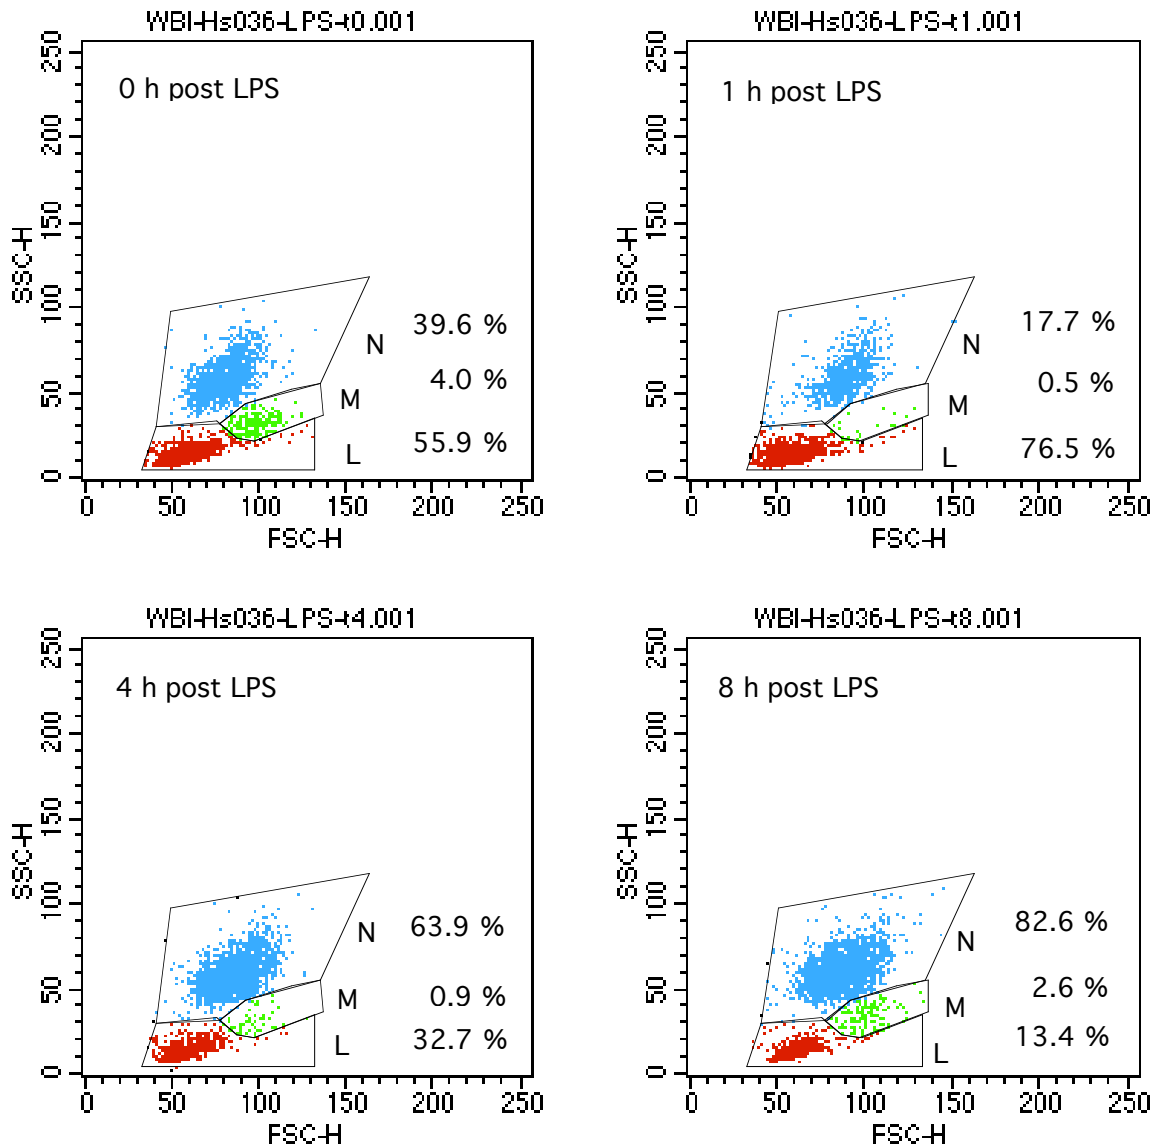 WBI-Hs036-LPS-t0.001
250
200
150
100
50
0
SSC-H
0 h post LPS
N
39.6 %
M
4.0 %
L
55.9 %
0 50 100 150 200 250
FSC-H
WBI-Hs036-LPS-t1.001
250
200
150
100
50
0
SSC-H
1 h post LPS
N
17.7 %
M
0.5 %
L
76.5 %
0 50 100 150 200 250
FSC-H
WBI-Hs036-LPS-t4.001
250
200
150
100
50
0
SSC-H
4 h post LPS
N
63.9 %
M
0.9 %
L
32.7 %
0 50 100 150 200 250
FSC-H
WBI-Hs036-LPS-t8.001
250
200
150
100
50
0
SSC-H
8 h post LPS
N
82.6 %
M
2.6 %
L
13.4 %
0 50 100 150 200 250
FSC-H